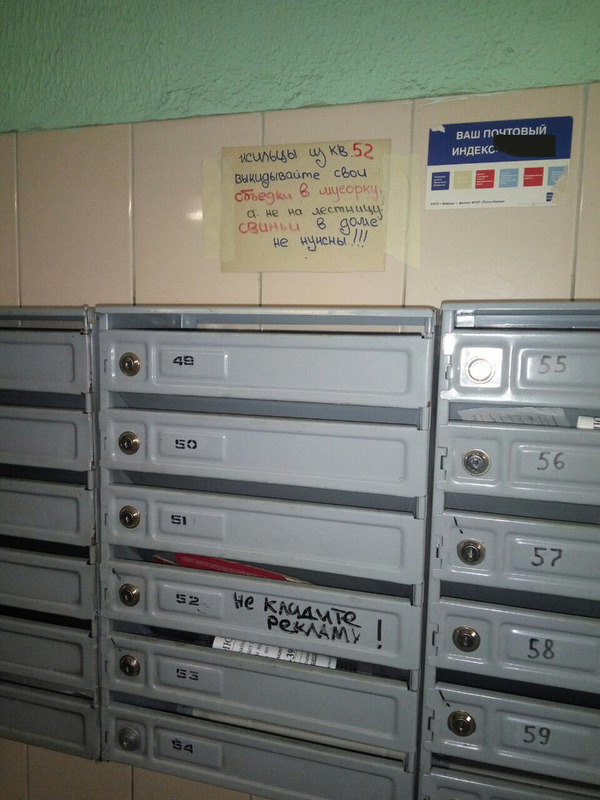 жильцы из кв. 52
выкидывайте свои
объедки в мусорку,
а не на лестницу
свиньи в доме
не нужны!!!
ВАШ ПОЧТОВЫЙ
ИНДЕКС
49
50
51
52
не кладите
рекламу!
53
54
55
56
57
58
59